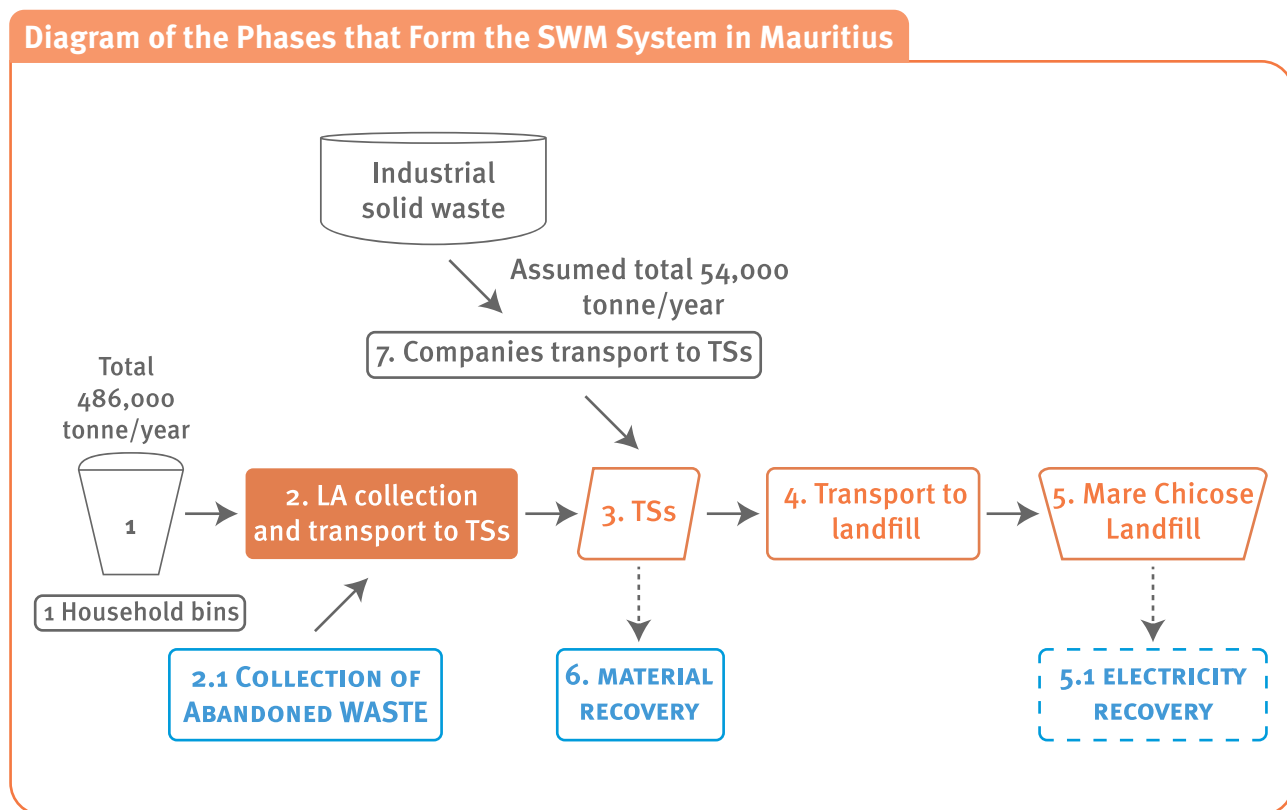 Diagram of the Phases that Form the SWM System in Mauritius
Industrial
solid waste
Assumed total 54,000
tonne/year
7. Companies transport to TSs
Total
486,000
tonne/year
1
1 Household bins
2. LA collection
and transport to TSs
3. TSs
4. Transport to
landfill
5. Mare Chicose
Landfill
2.1 COLLECTION OF
ABANDONED WASTE
6. MATERIAL
RECOVERY
5.1 ELECTRICITY
RECOVERY